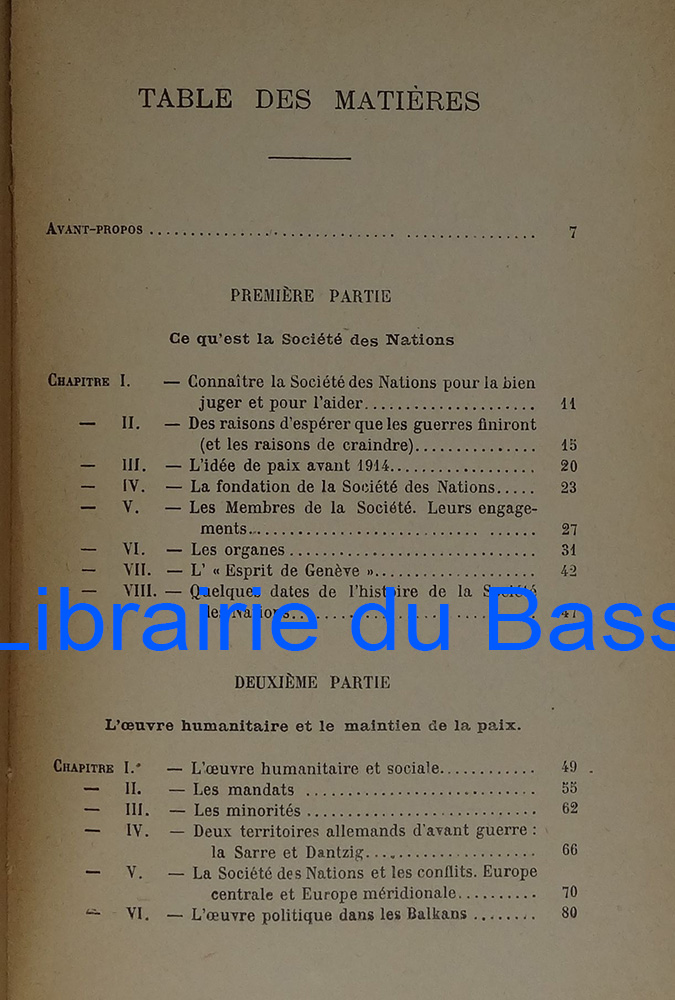 TABLE DES MATIÈRES
AVANT-PROPOS .............................. ................ 7
PREMIÈRE PARTIE
Ce qu'est la Société des Nations
CHAPITRE I. — Connaître la Société des Nations pour la bien
juger et pour l'aider..................... 11
— II. — Des raisons d'espérer que les guerres finiront
(et les raisons de craindre)............... 15
— III. — L'idée de paix avant 1914.................. 20
— IV. — La fondation de la Société des Nations..... 23
— V. — Les Membres de la Société. Leurs engage-
ments............................. ...... 27
— VI. — Les organes .............................. 31
— VII. — L' « Esprit de Genève ».................... 42
— VIII. — Quelques dates de l'histoire de la Société
des Nations.............................. 47
Librairie du Bass
DEUXIÈME PARTIE
L'œuvre humanitaire et le maintien de la paix.
CHAPITRE I. — L'œuvre humanitaire et sociale............ 49
— II. — Les mandats ............................ 55
— III. — Les minorités ............................ 62
— IV. — Deux territoires allemands d'avant guerre :
la Sarre et Dantzig..................... 66
— V. — La Société des Nations et les conflits. Europe
centrale et Europe méridionale.......... 70
— VI. — L'œuvre politique dans les Balkans ........ 80